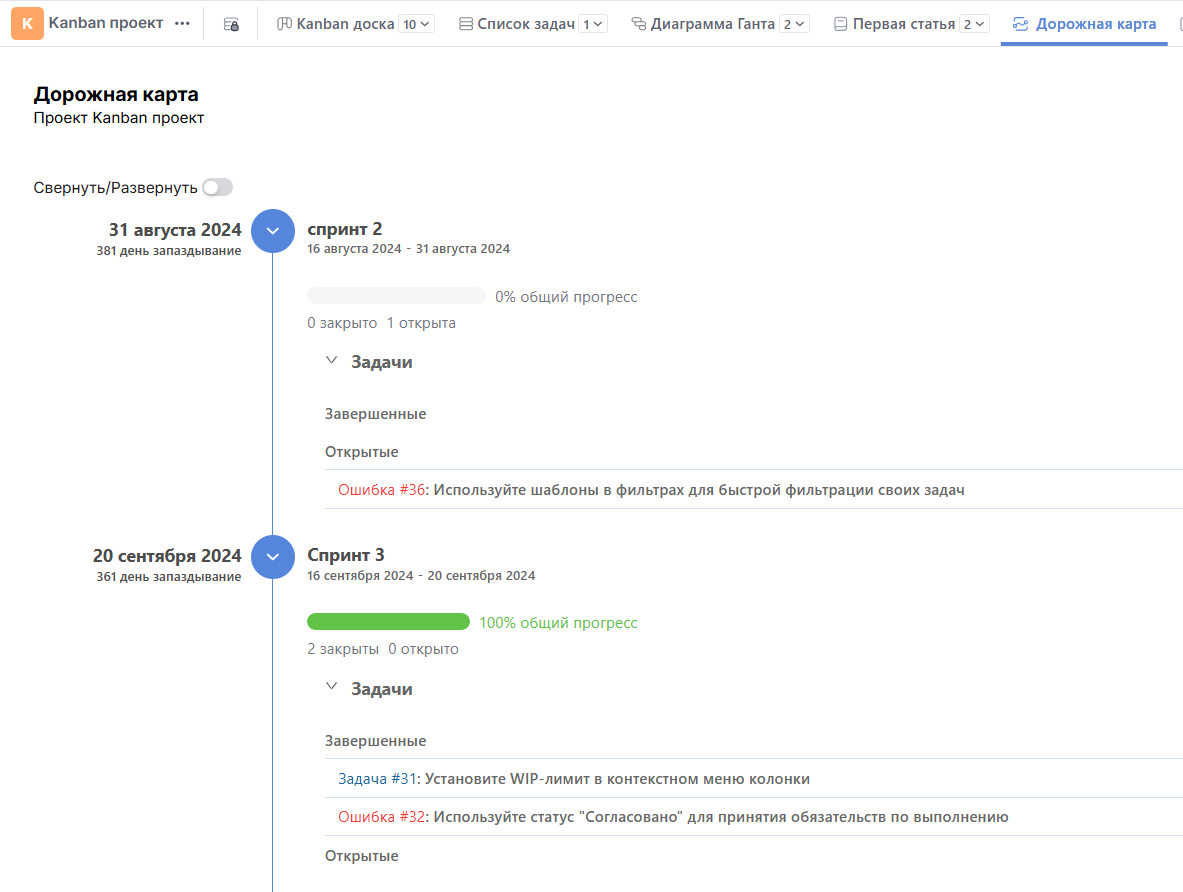 К Kanban проект ••• Kanban доска 10 Список задач 1 Диаграмма Ганта 2 Первая статья 2 Дорожная карта
Дорожная карта
Проект Kanban проект
Свернуть/Развернуть
31 августа 2024 спринт 2
381 день запаздывание 16 августа 2024 - 31 августа 2024
0% общий прогресс
0 закрыто 1 открыта
Задачи
Завершенные
Открытые
Ошибка #36: Используйте шаблоны в фильтрах для быстрой фильтрации своих задач
20 сентября 2024 Спринт 3
361 день запаздывание 16 сентября 2024 - 20 сентября 2024
100% общий прогресс
2 закрыты 0 открыто
Задачи
Завершенные
Задача #31: Установите WIP-лимит в контекстном меню колонки
Ошибка #32: Используйте статус "Согласовано" для принятия обязательств по выполнению
Открытые